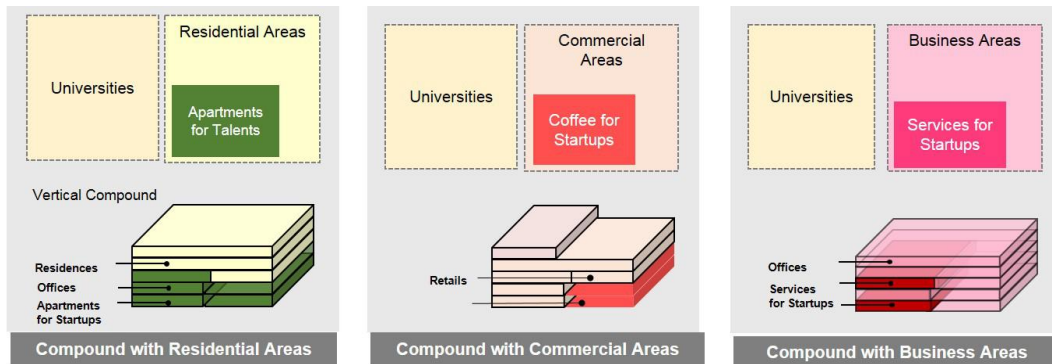 Universities
Residential Areas
Apartments
for Talents
Vertical Compound
Residences
Offices
Apartments
for Startups
Compound with Residential Areas
Universities
Commercial
Areas
Coffee for
Startups
Retails
Compound with Commercial Areas
Universities
Business Areas
Services for
Startups
Offices
Services
for Startups
Compound with Business Areas